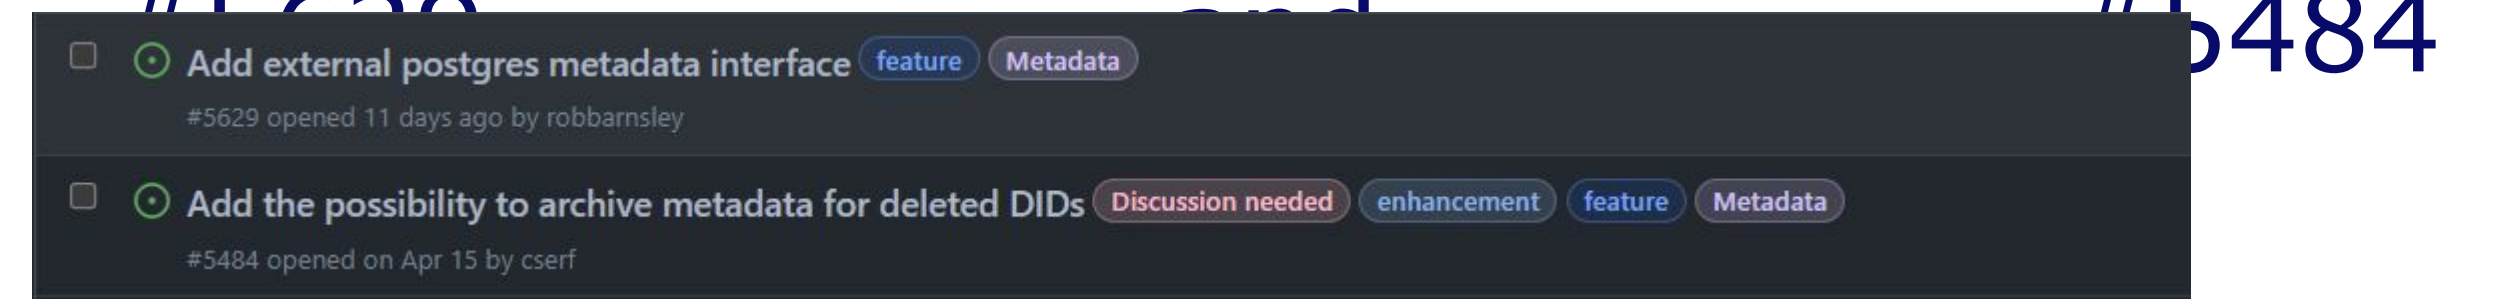 #5484
Add external postgres metadata interface feature Metadata
#5629 opened 11 days ago by robbarnsley
Add the possibility to archive metadata for deleted DIDs Discussion needed enhancement feature Metadata
#5484 opened on Apr 15 by cserf